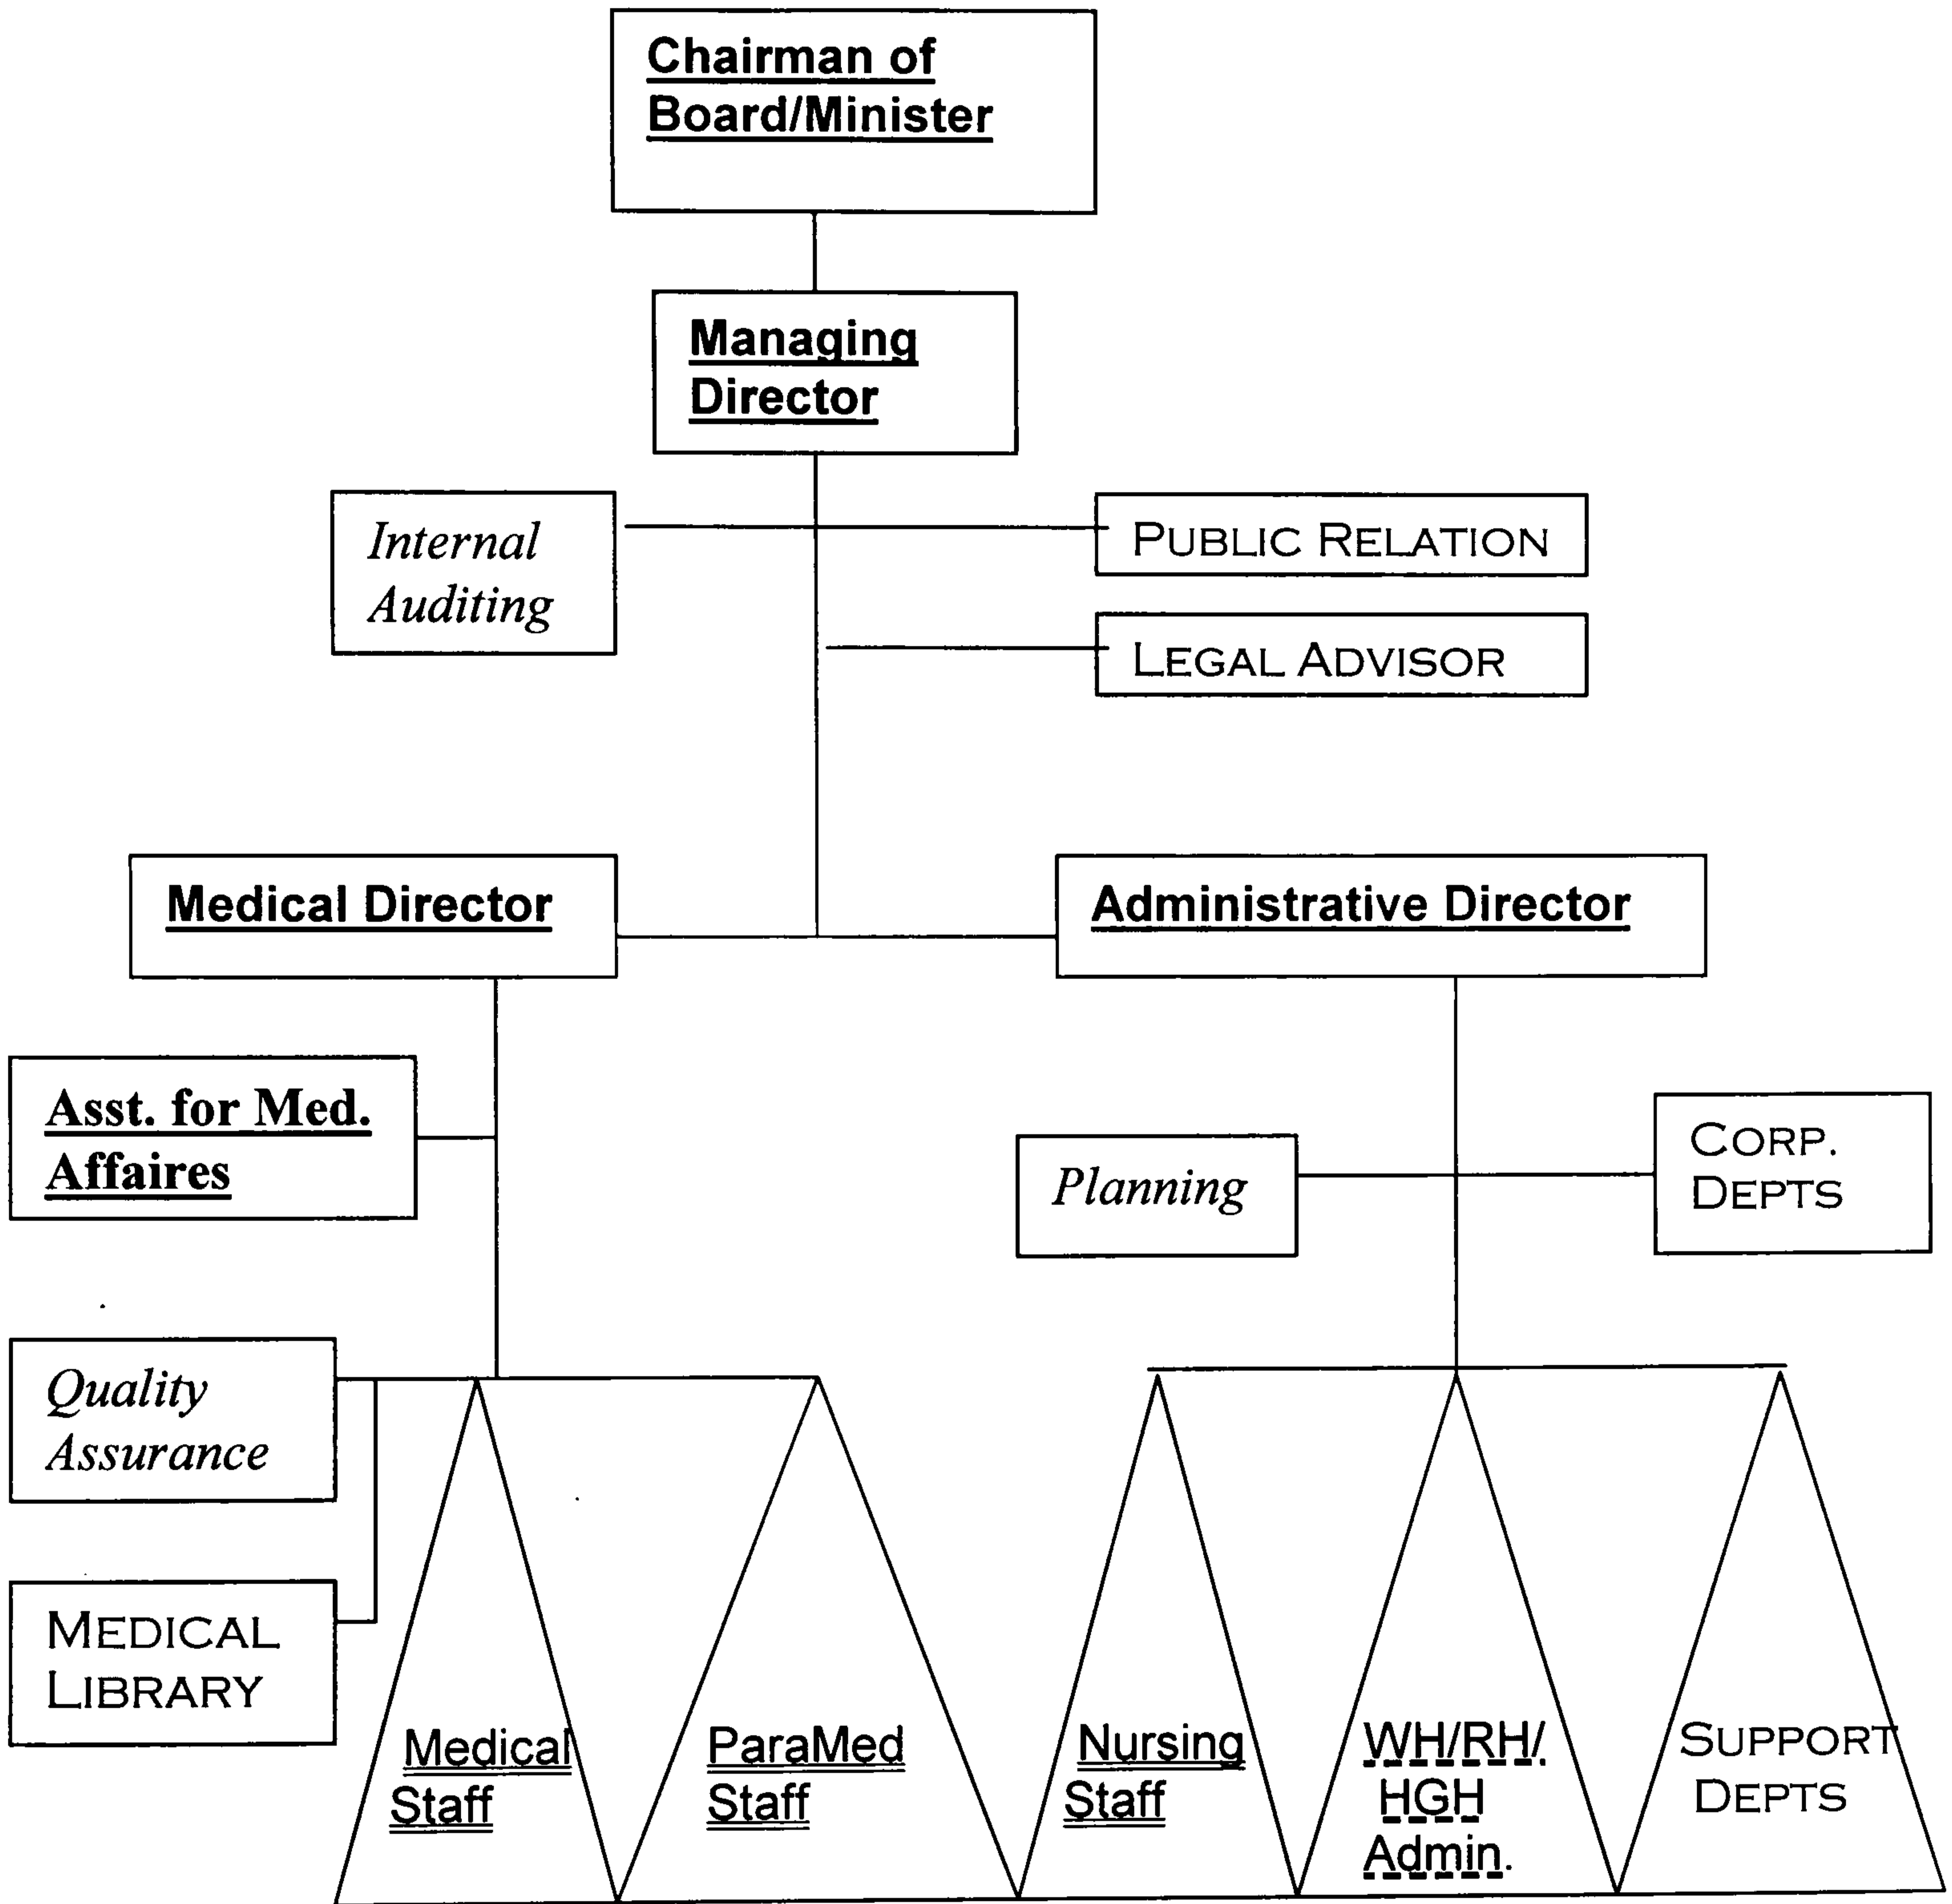 Chairman of
Board/Minister
Managing
Director
Internal
Auditing
PUBLIC RELATION
LEGAL ADVISOR
Medical Director
Administrative Director
Asst. for Med.
Affaires
Planning
CORP.
DEPTS
Quality
Assurance
MEDICAL
LIBRARY
Medical
Staff
ParaMed
Staff
Nursing
Staff
WH/RH/
HGH
Admin.
SUPPORT
DEPTS